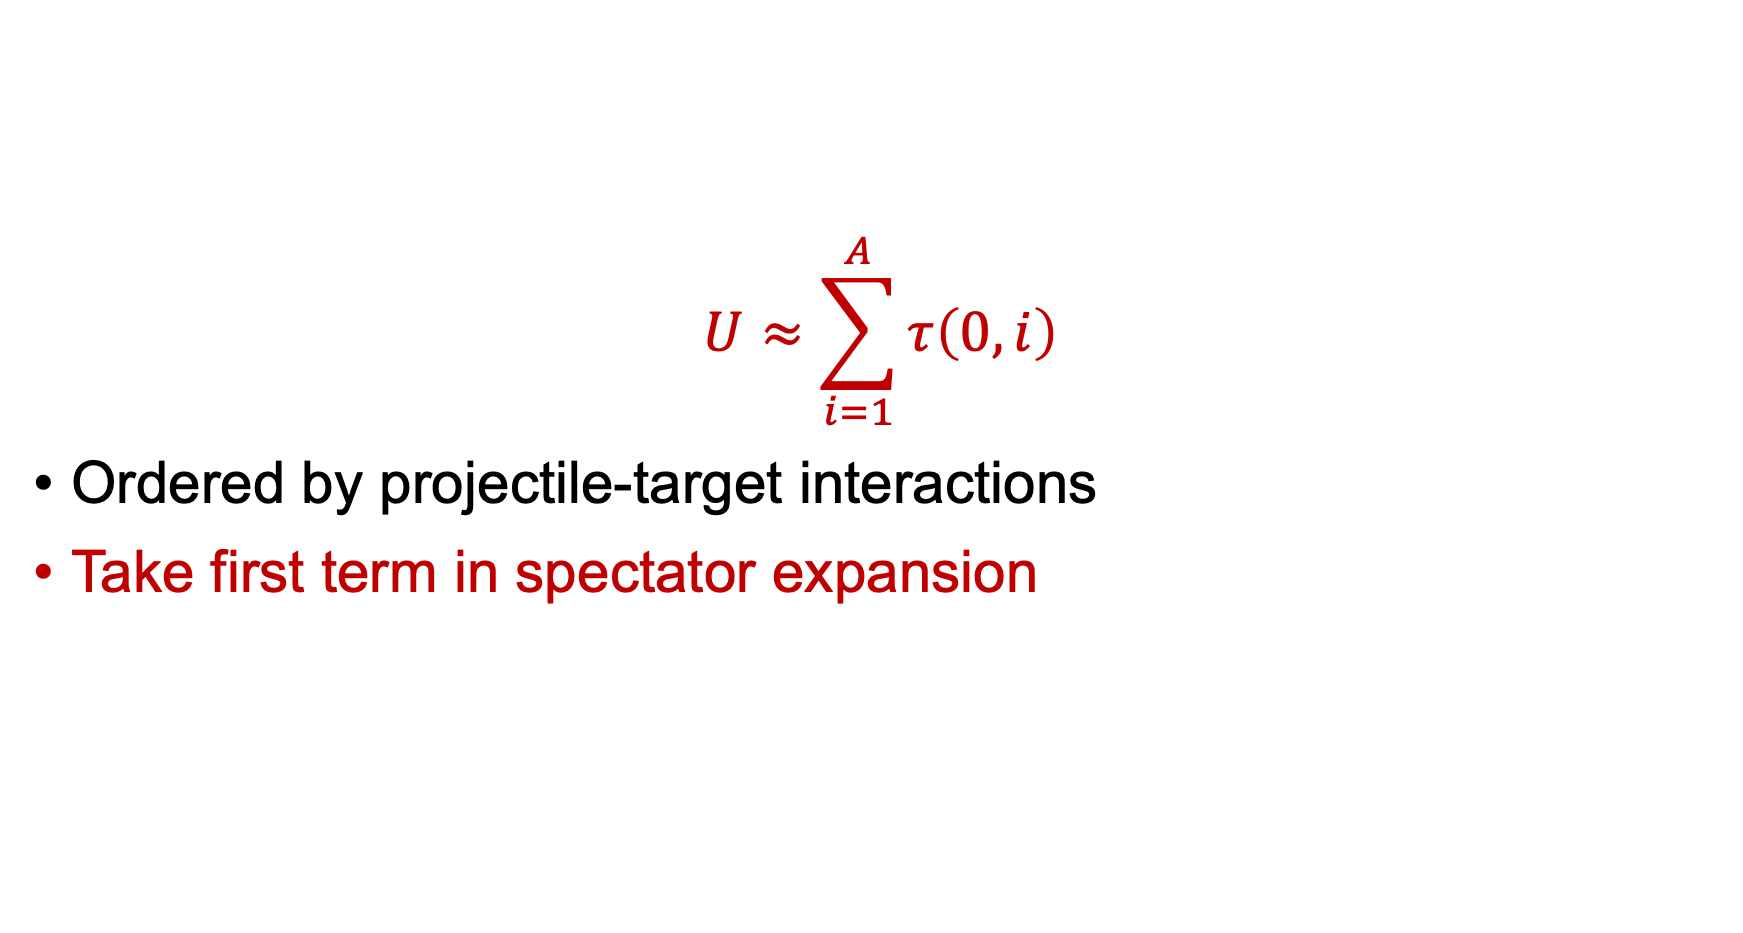 U ≈ ∑_{i=1}^{A} τ(0, i)
• Ordered by projectile-target interactions
• Take first term in spectator expansion